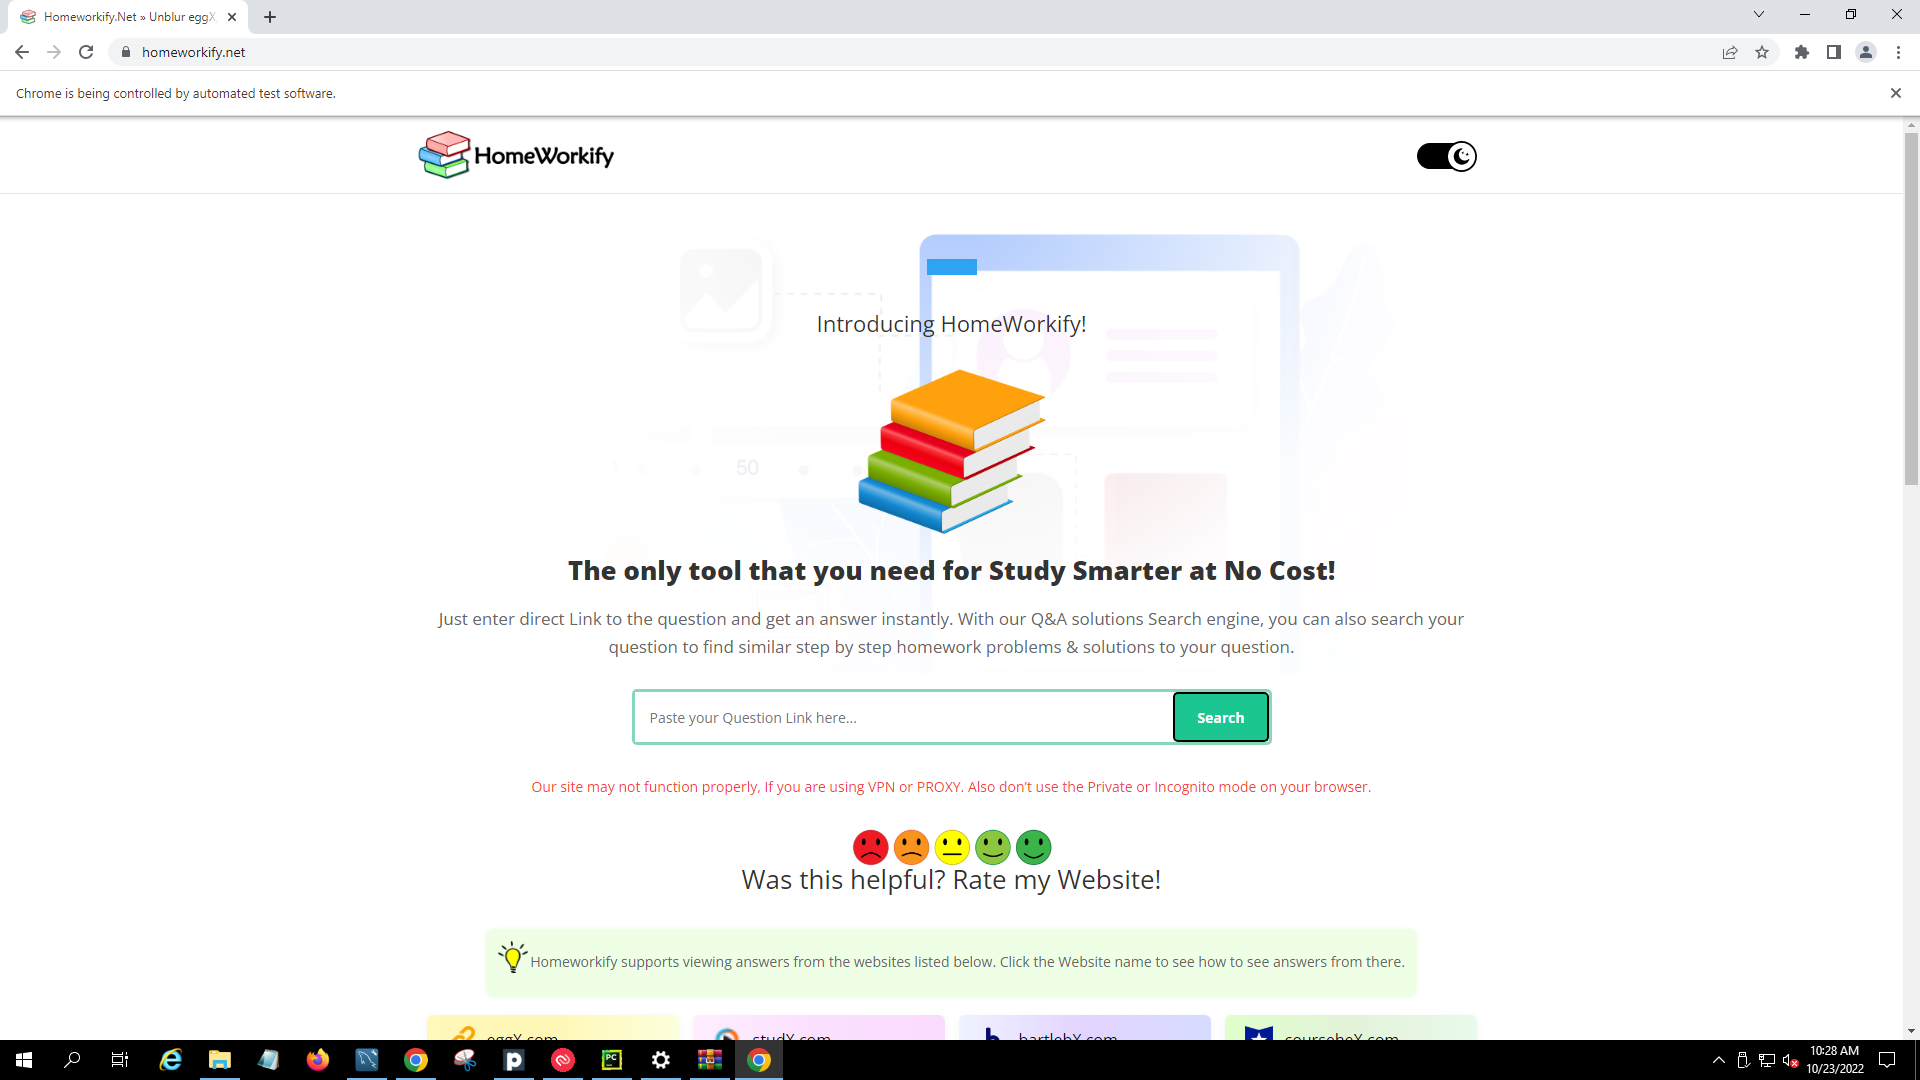 Homeworkify.Net » Unblur eggX
homeworkify.net
Chrome is being controlled by automated test software.
HomeWorkify
Introducing HomeWorkify!
50
The only tool that you need for Study Smarter at No Cost!
Just enter direct Link to the question and get an answer instantly. With our Q&A solutions Search engine, you can also search your
question to find similar step by step homework problems & solutions to your question.
Paste your Question Link here...
Search
Our site may not function properly, If you are using VPN or PROXY. Also don't use the Private or Incognito mode on your browser.
Was this helpful? Rate my Website!
Homeworkify supports viewing answers from the websites listed below. Click the Website name to see how to see answers from there.
eggX.com
studX.com
bartlebX.com
courseheX.com
PC
10:28 AM
10/23/2022